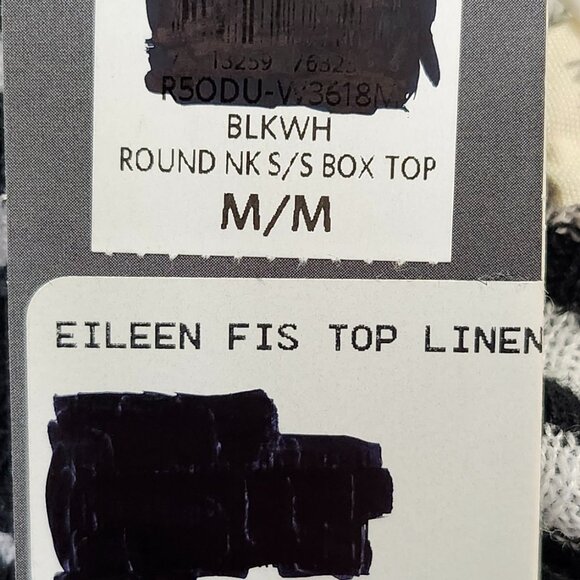 R5ODU-W3618M
BLKWH
ROUND NK S/S BOX TOP
M/M
EILEEN FIS TOP LINEN